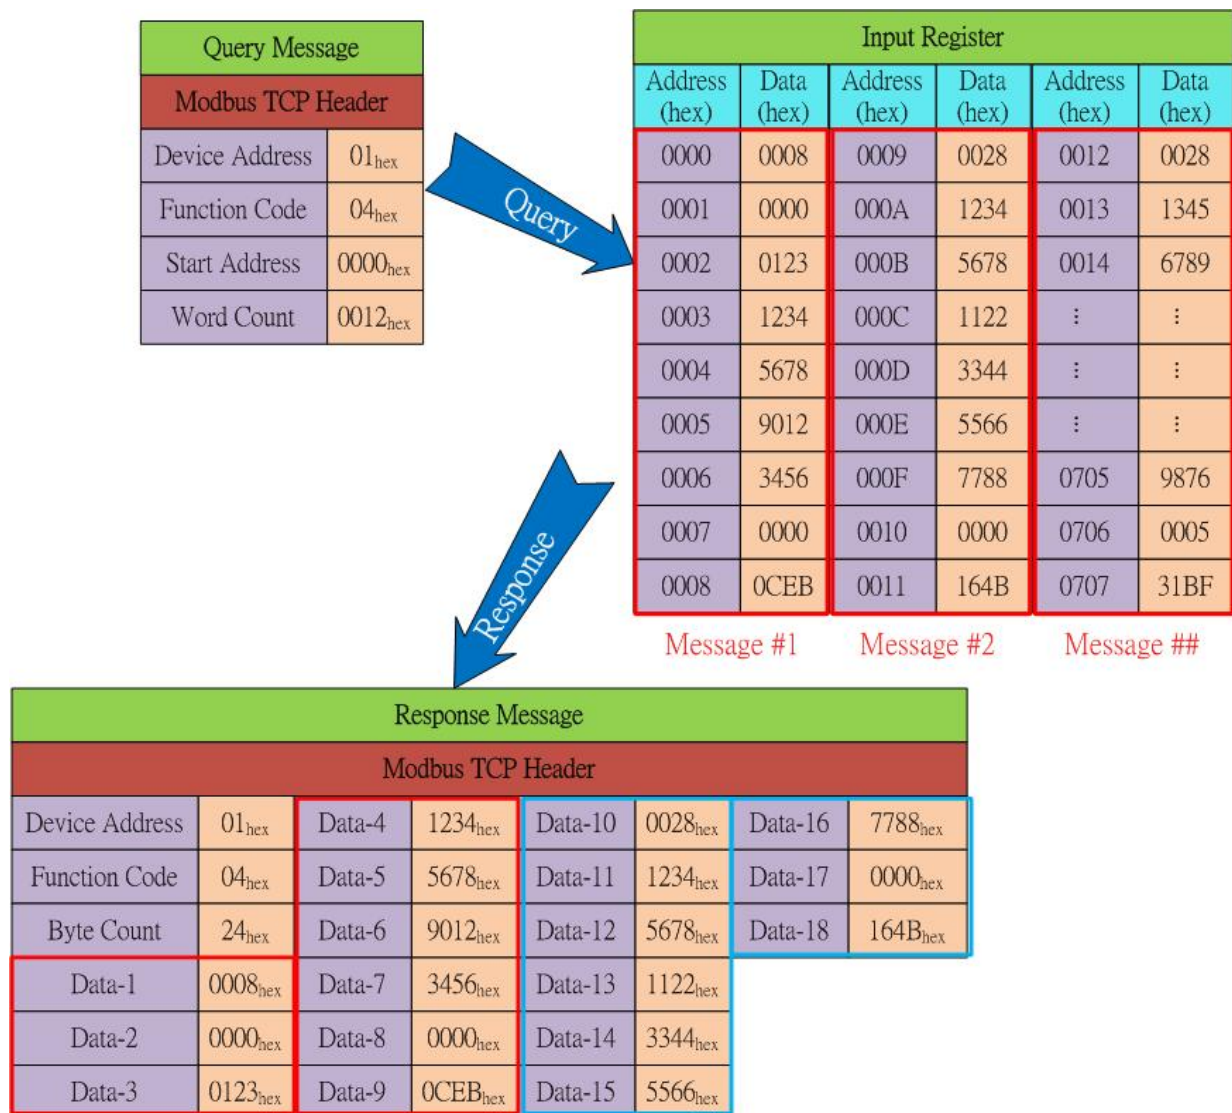 Query Message
Modbus TCP Header
Device Address 01hex
Function Code 04hex
Start Address 0000hex
Word Count 0012hex
Query
Input Register
Address (hex) Data (hex) Address (hex) Data (hex) Address (hex) Data (hex)
0000 0008 0009 0028 0012 0028
0001 0000 000A 1234 0013 1345
0002 0123 000B 5678 0014 6789
0003 1234 000C 1122 ⋮ ⋮
0004 5678 000D 3344 ⋮ ⋮
0005 9012 000E 5566 ⋮ ⋮
0006 3456 000F 7788 0705 9876
0007 0000 0010 0000 0706 0005
0008 0CEB 0011 164B 0707 31BF
Message #1 Message #2 Message ##
Response
Response Message
Modbus TCP Header
Device Address 01hex Data-4 1234hex Data-10 0028hex Data-16 7788hex
Function Code 04hex Data-5 5678hex Data-11 1234hex Data-17 0000hex
Byte Count 24hex Data-6 9012hex Data-12 5678hex Data-18 164Bhex
Data-1 0008hex Data-7 3456hex Data-13 1122hex
Data-2 0000hex Data-8 0000hex Data-14 3344hex
Data-3 0123hex Data-9 0CEBhex Data-15 5566hex